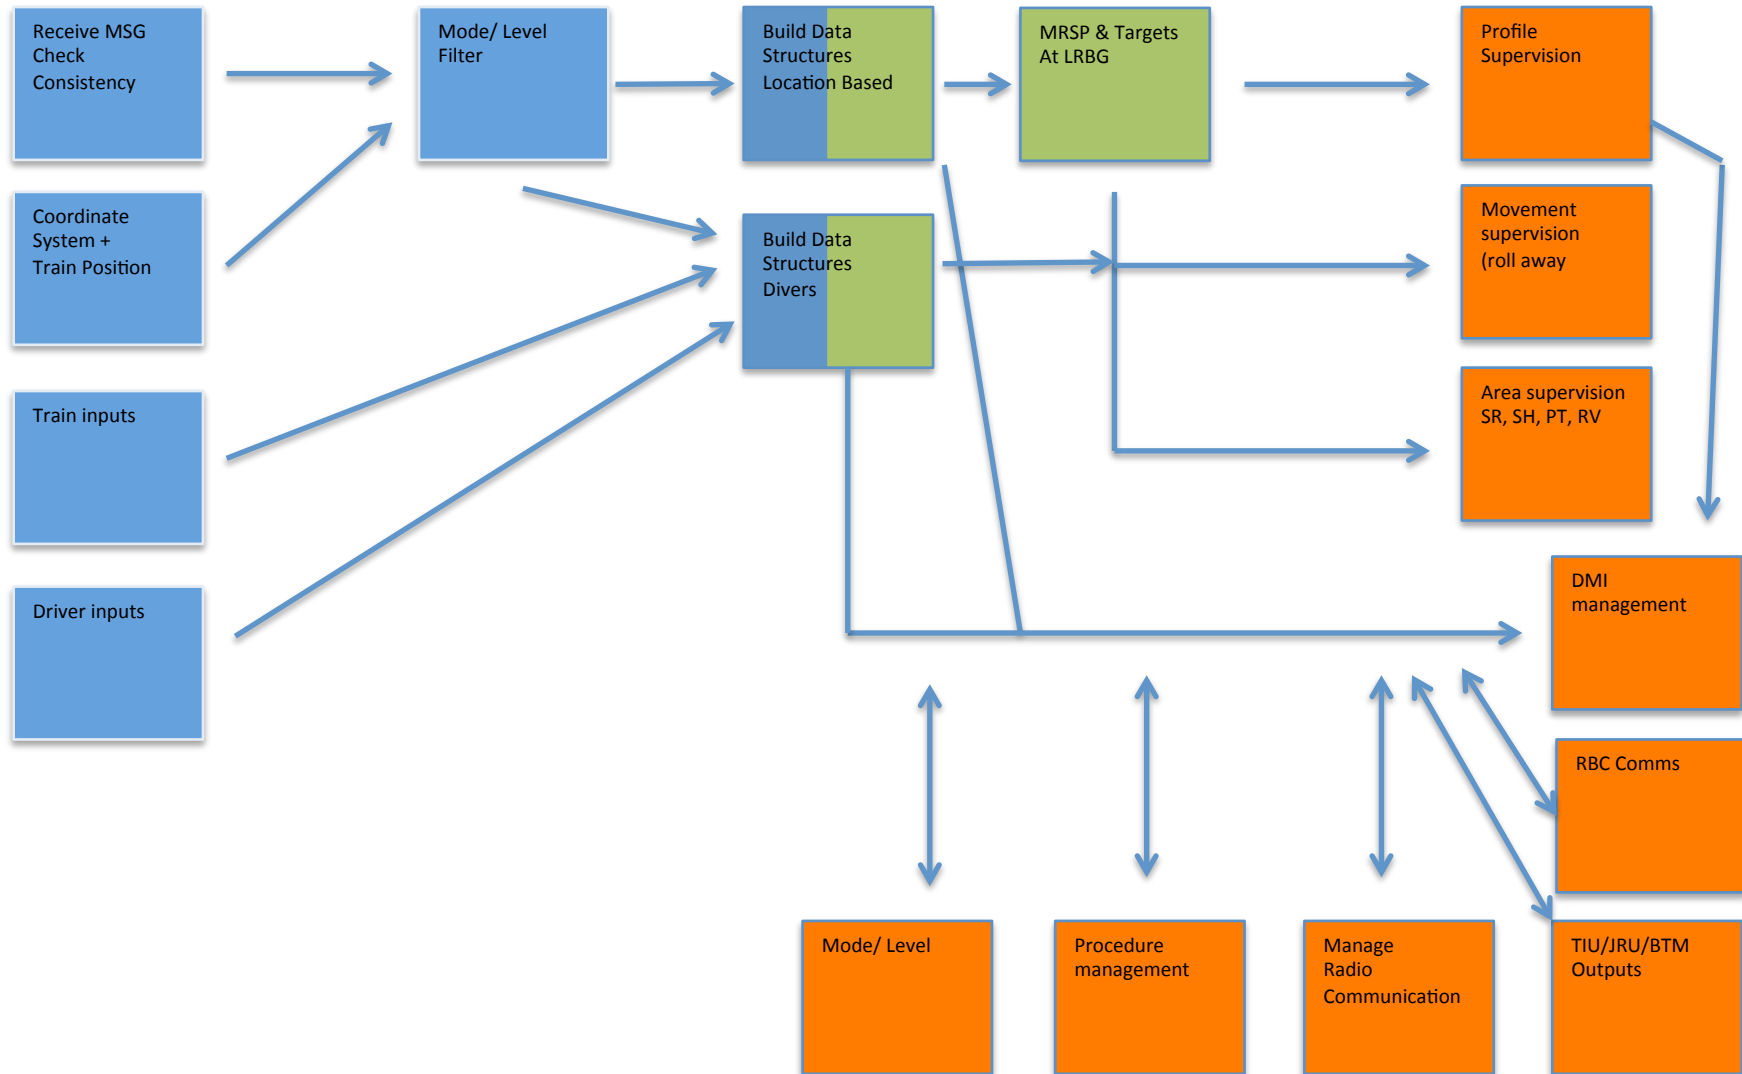 Receive MSG
Check
Consistency
Mode/ Level
Filter
Build Data
Structures
Location Based
MRSP & Targets
At LRBG
Profile
Supervision
Coordinate
System +
Train Position
Build Data
Structures
Divers
Movement
supervision
(roll away
Train inputs
Area supervision
SR, SH, PT, RV
Driver inputs
DMI
management
RBC Comms
Mode/ Level
Procedure
management
Manage
Radio
Communication
TIU/JRU/BTM
Outputs